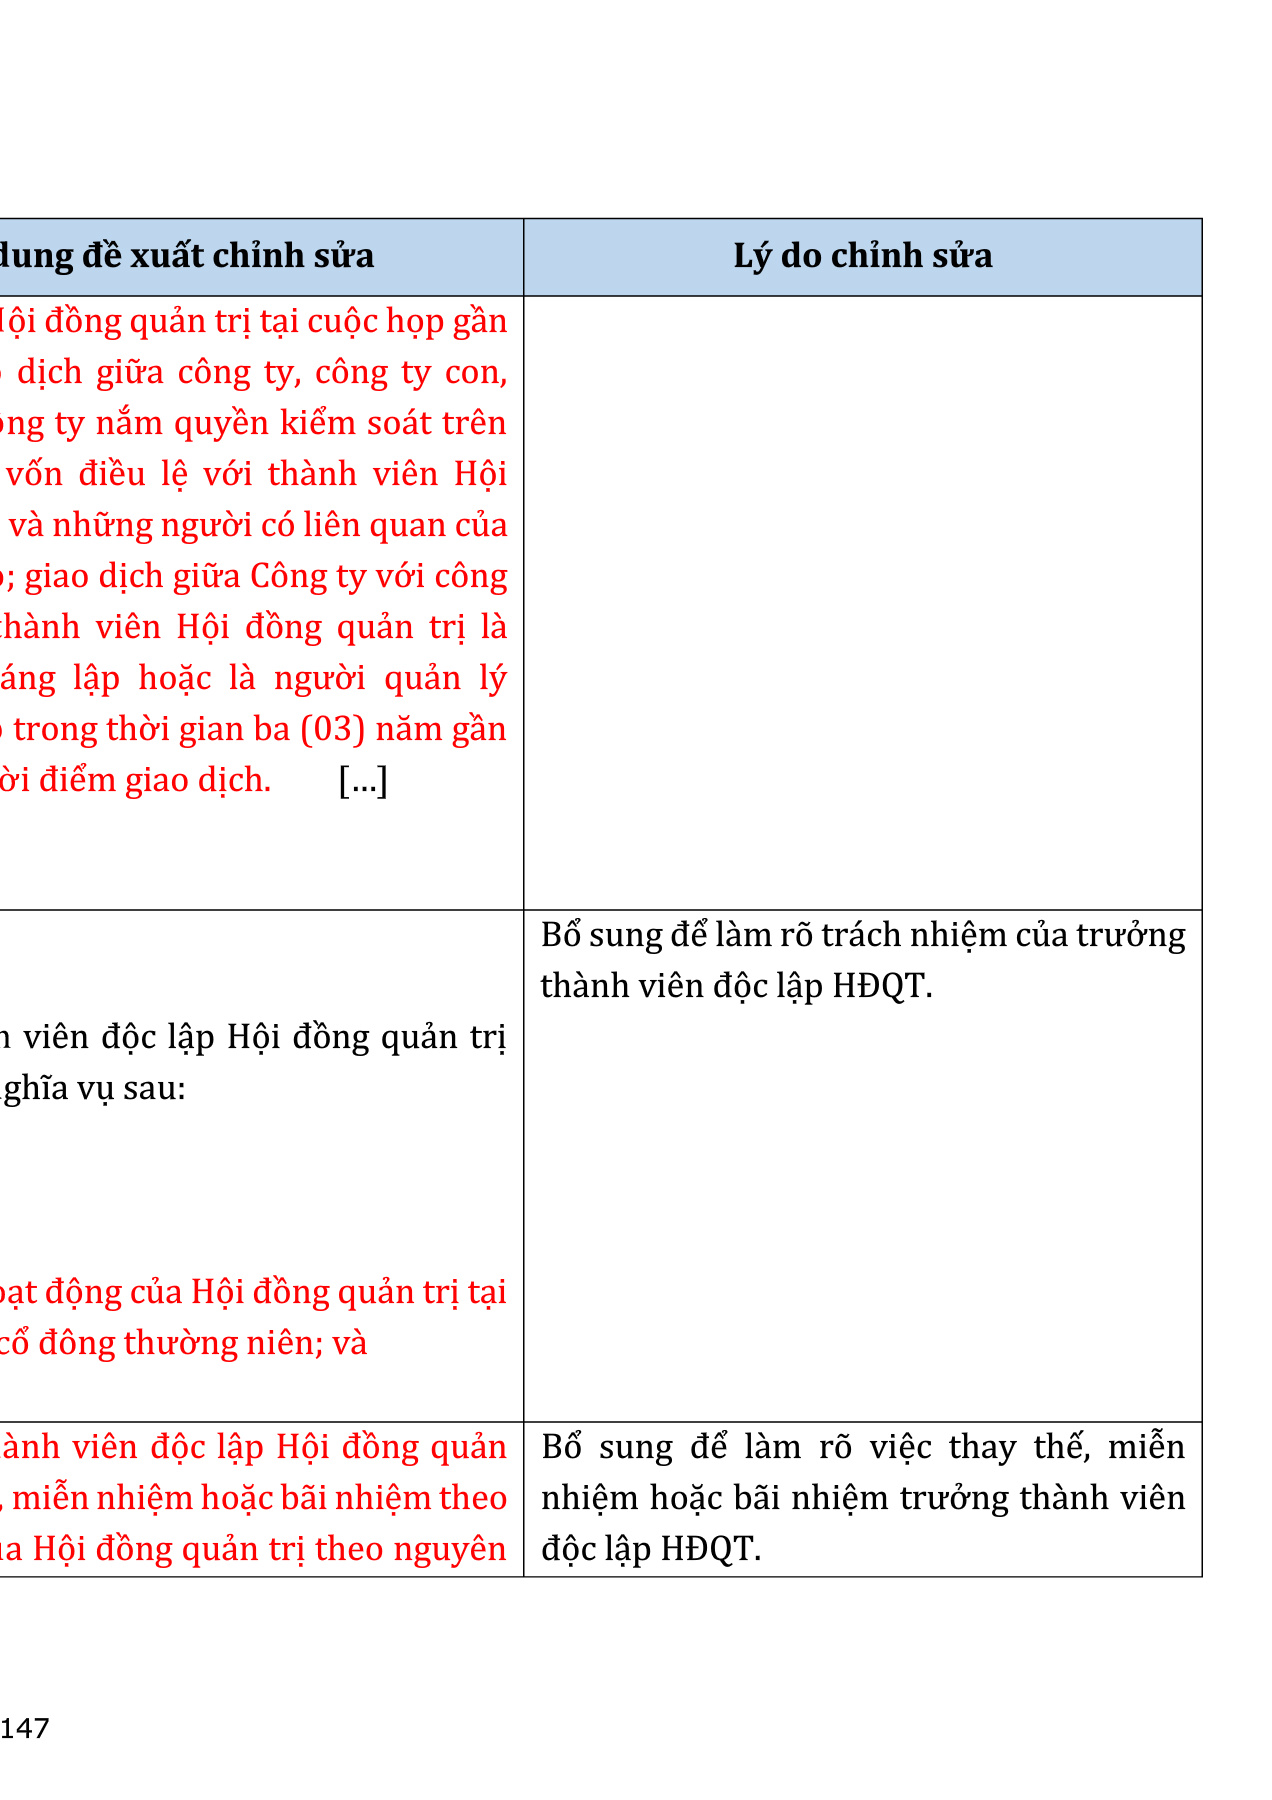 dung đề xuất chỉnh sửa
Lý do chỉnh sửa
Hội đồng quản trị tại cuộc họp gần
dịch giữa công ty, công ty con,
ty nắm quyền kiểm soát trên
vốn điều lệ với thành viên Hội
và những người có liên quan của
; giao dịch giữa Công ty với công
thành viên Hội đồng quản trị là
áng lập hoặc là người quản lý
trong thời gian ba (03) năm gần
ời điểm giao dịch. [...]
viên độc lập Hội đồng quản trị
ghĩa vụ sau:
oạt động của Hội đồng quản trị tại
cổ đông thường niên; và
Bổ sung để làm rõ trách nhiệm của trưởng
thành viên độc lập HĐQT.
ành viên độc lập Hội đồng quản
, miễn nhiệm hoặc bãi nhiệm theo
ủa Hội đồng quản trị theo nguyên
Bổ sung để làm rõ việc thay thế, miễn
nhiệm hoặc bãi nhiệm trưởng thành viên
độc lập HĐQT.
147